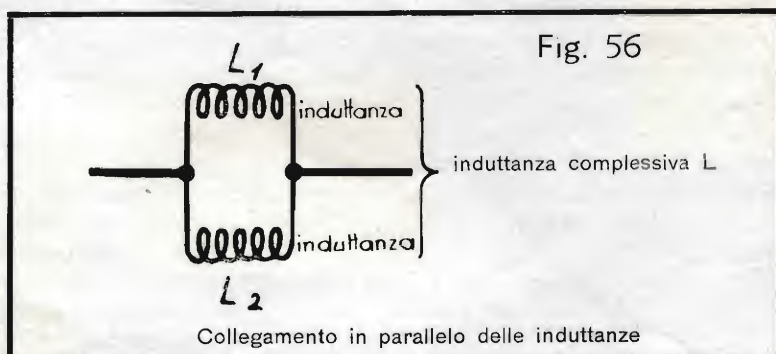 Fig. 56
L1
induttanza
induttanza complessiva L
induttanza
L2
Collegamento in parallelo delle induttanze